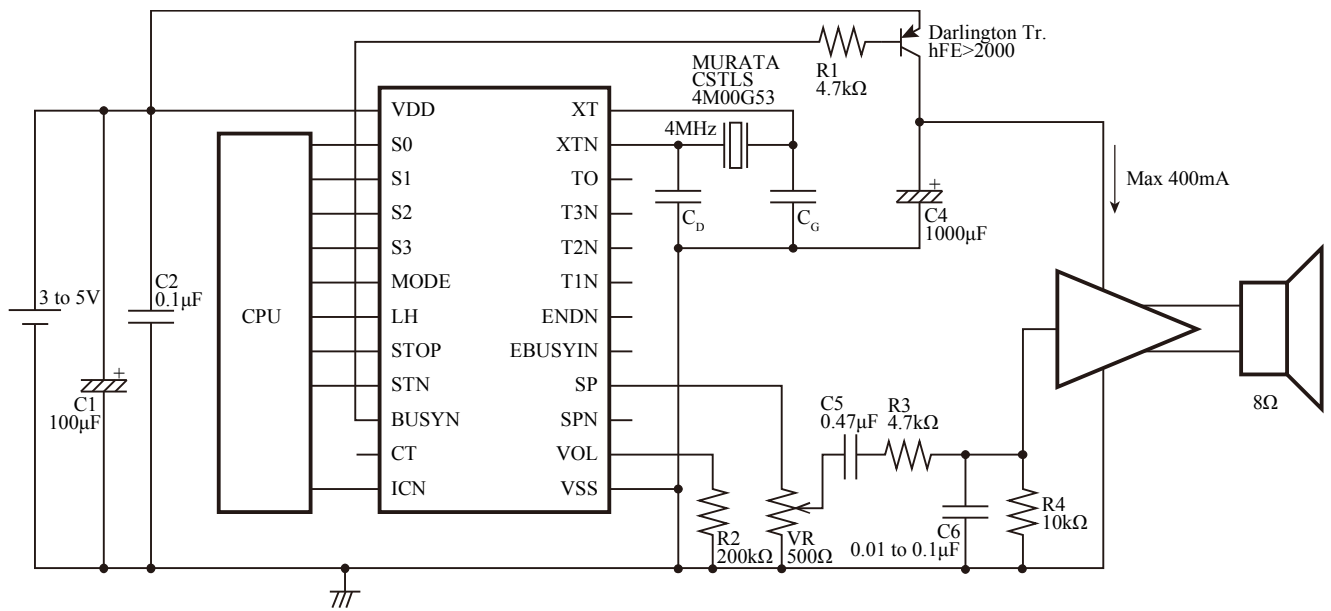 Darlington Tr.
hFE>2000
R1
4.7kΩ
MURATA
CSTLS
4M00G53
4MHz
VDD
S0
S1
S2
S3
MODE
LH
STOP
STN
BUSYN
CT
ICN
XT
XTN
TO
T3N
T2N
T1N
ENDN
EBUSYIN
SP
SPN
VOL
VSS
CPU
3 to 5V
C2
0.1μF
+
C1
100μF
CD
CG
+
C4
1000μF
Max 400mA
8Ω
C5
0.47μF
R3
4.7kΩ
R2
200kΩ
VR
500Ω
C6
0.01 to 0.1μF
R4
10kΩ